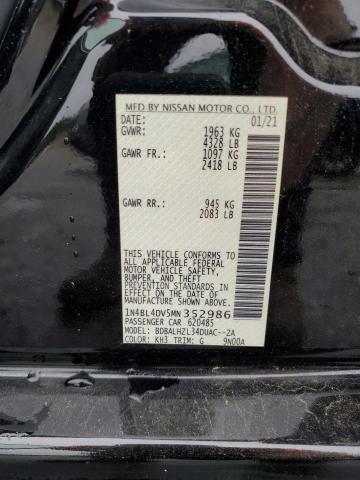 MFD BY NISSAN MOTOR CO., LTD.
DATE: 01/21
GVWR: 1963 KG
4328 LB
GAWR FR.: 1097 KG
2418 LB
GAWR RR.: 945 KG
2083 LB
THIS VEHICLE CONFORMS TO
ALL APPLICABLE FEDERAL
MOTOR VEHICLE SAFETY,
BUMPER, AND THEFT
PREVENTION STANDARDS
IN EFFECT ON THE DATE OF
MANUFACTURE SHOWN ABOVE.
1N4BL4DV5MN352986
PASSENGER CAR 620485
MODEL: BDBALHZL34DUAC--ZA
COLOR: KH3 TRIM: G 9N00A